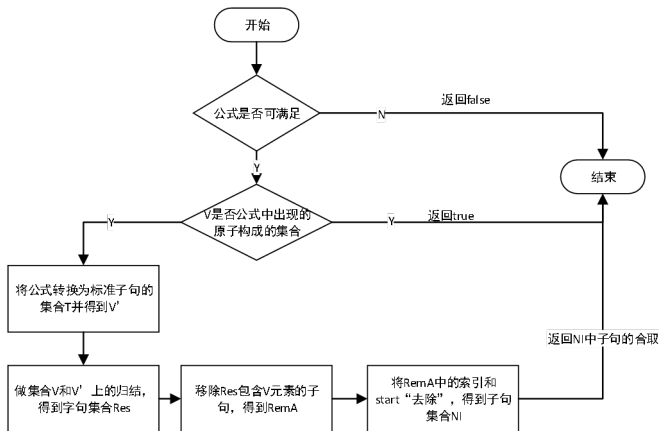 开始
公式是否可满足
N
返回false
Y
结束
V是否公式中出现的
原子构成的集合
Y
Y
返回true
将公式转换为标准子句的
集合T并得到V’
返回NI中子句的合取
做集合V和V’上的归结,
得到字句集合Res
移除Res包含V元素的子
句，得到RemA
将RemA中的索引和
start“去除”，得到子句
集合NI